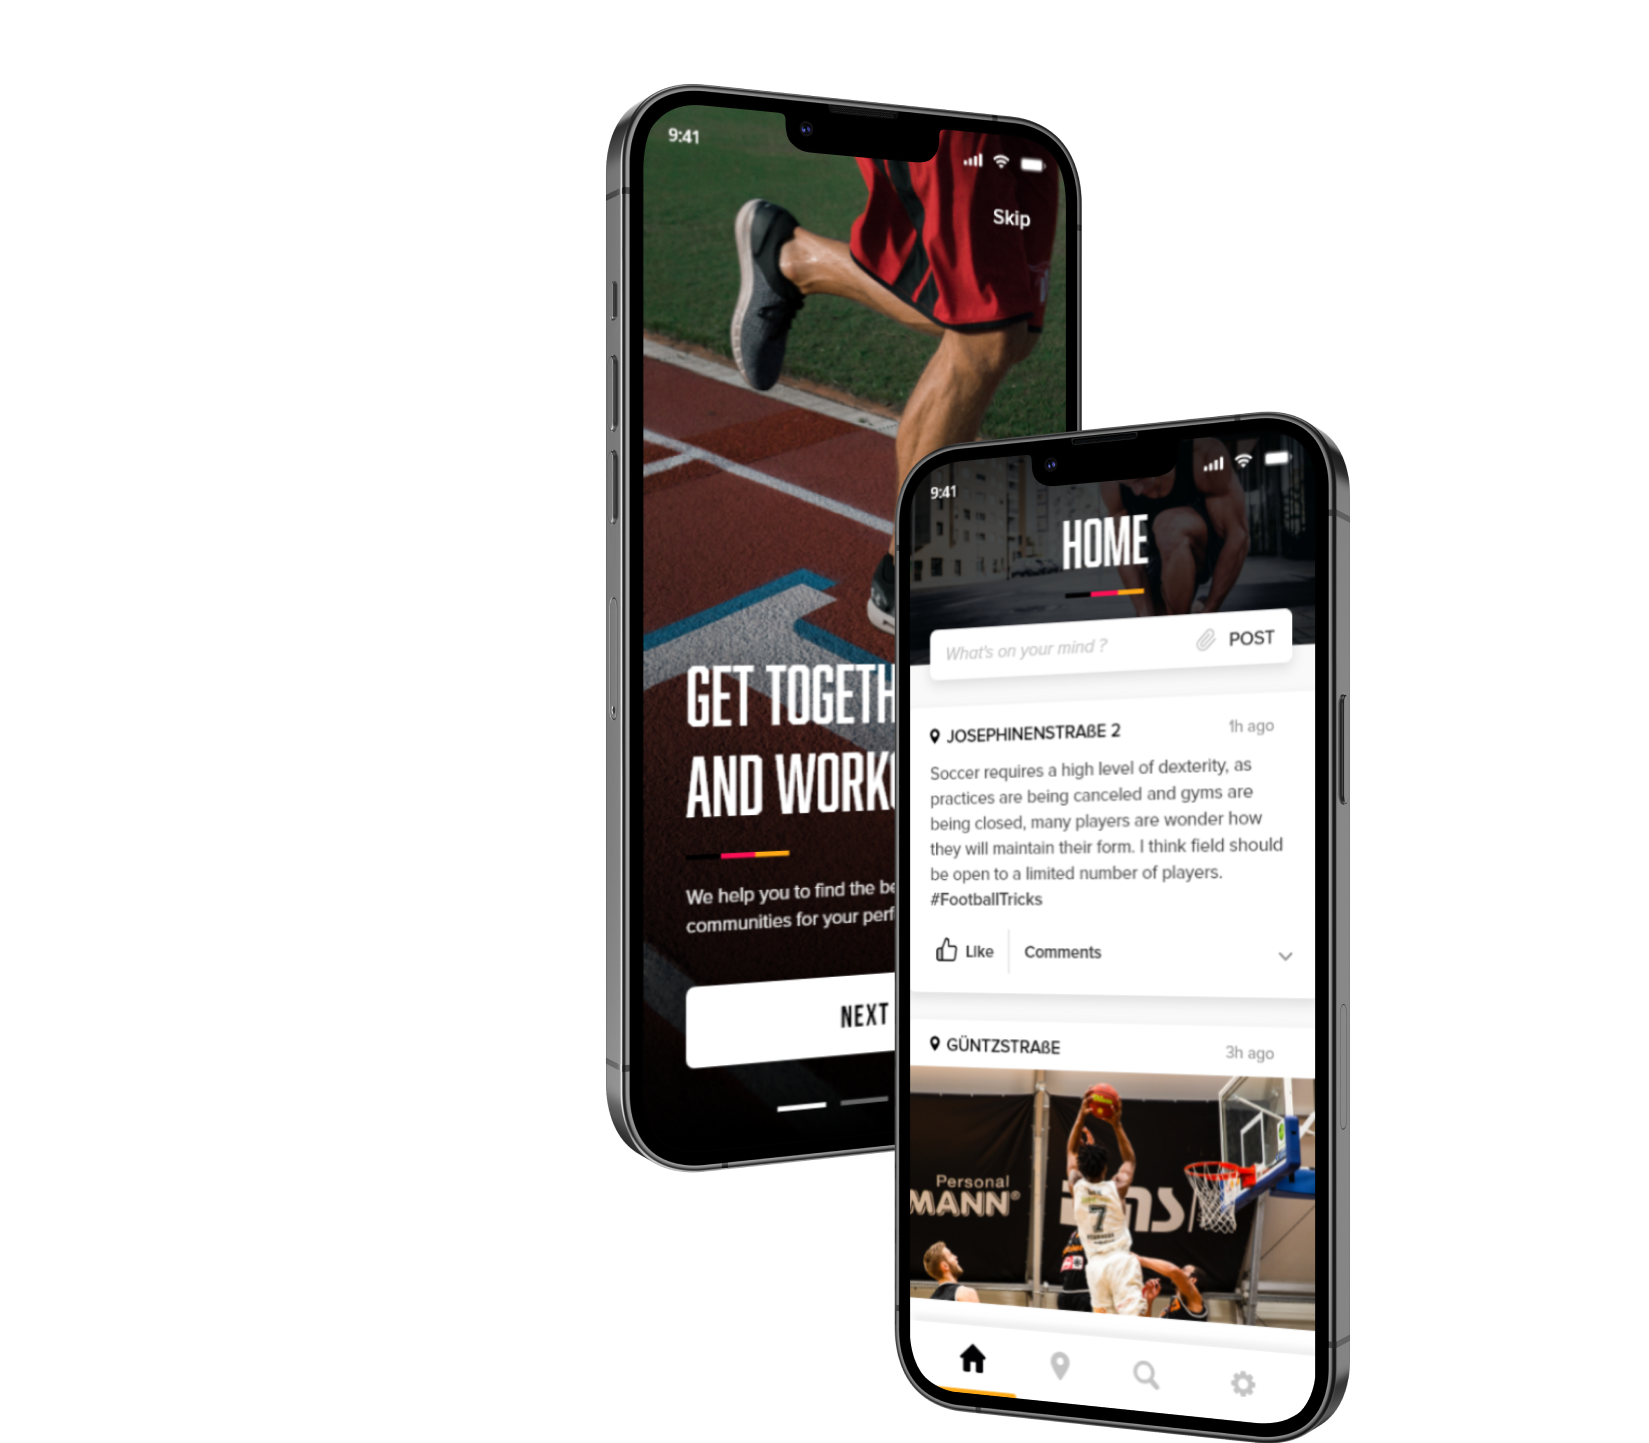 9:41
Skip
GET TOGETH
AND WORK
We help you to find the be
communities for your perf
NEXT
9:41
HOME
What's on your mind ?
POST
JOSEPHINENSTRAßE 2
1h ago
Soccer requires a high level of dexterity, as
practices are being canceled and gyms are
being closed, many players are wonder how
they will maintain their form. I think field should
be open to a limited number of players.
#FootballTricks
Like
Comments
GÜNTZSTRAßE
3h ago
Personal
MANN®
7